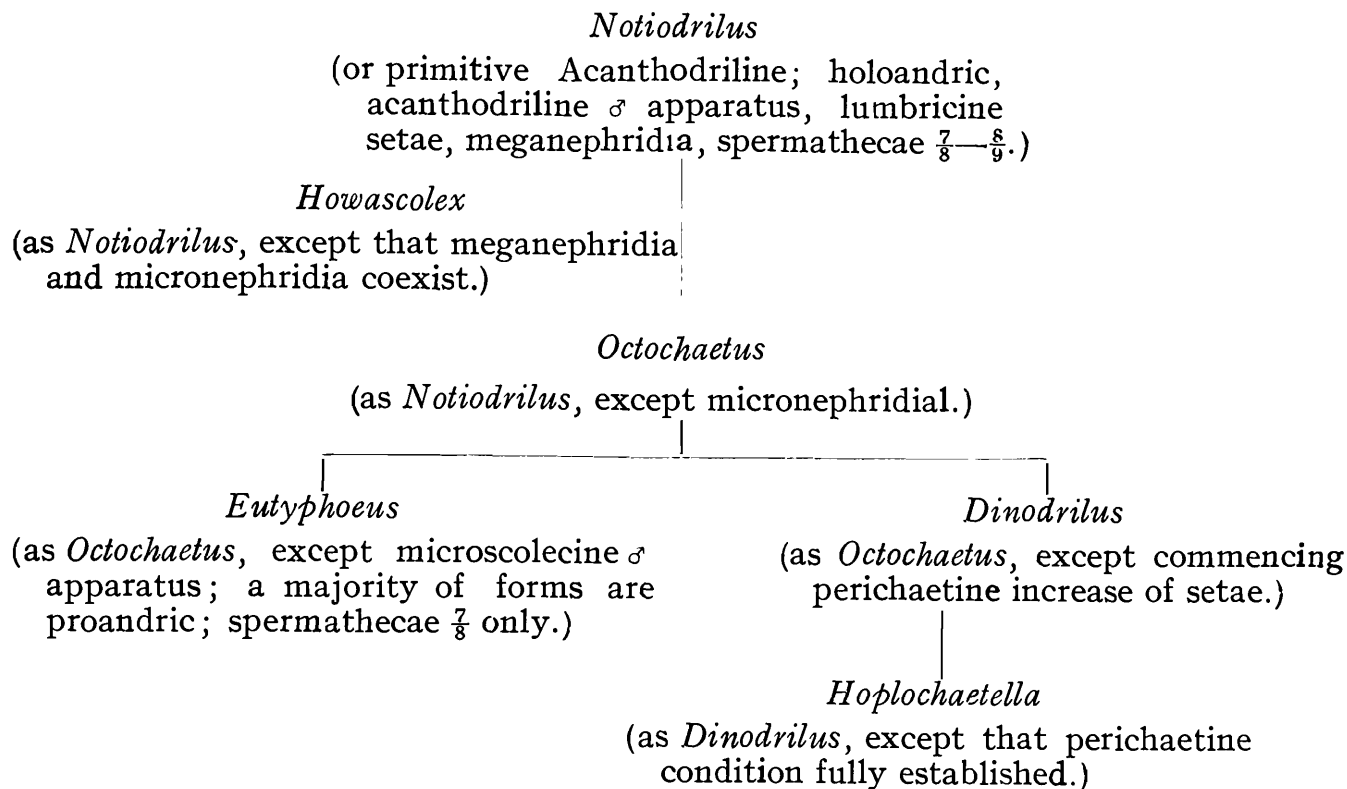 Notiodrilus
(or primitive Acanthodriline; holoandric,
acanthodriline ♂ apparatus, lumbricine
setae, meganephridia, spermathecae 7/8—8/9.)
Howascolex
(as Notiodrilus, except that meganephridia
and micronephridia coexist.)
Octochaetus
(as Notiodrilus, except micronephridial.)
Eutyphoeus
(as Octochaetus, except microscolecine ♂
apparatus; a majority of forms are
proandric; spermathecae 7/8 only.)
Dinodrilus
(as Octochaetus, except commencing
perichaetine increase of setae.)
Hoplochaetella
(as Dinodrilus, except that perichaetine
condition fully established.)